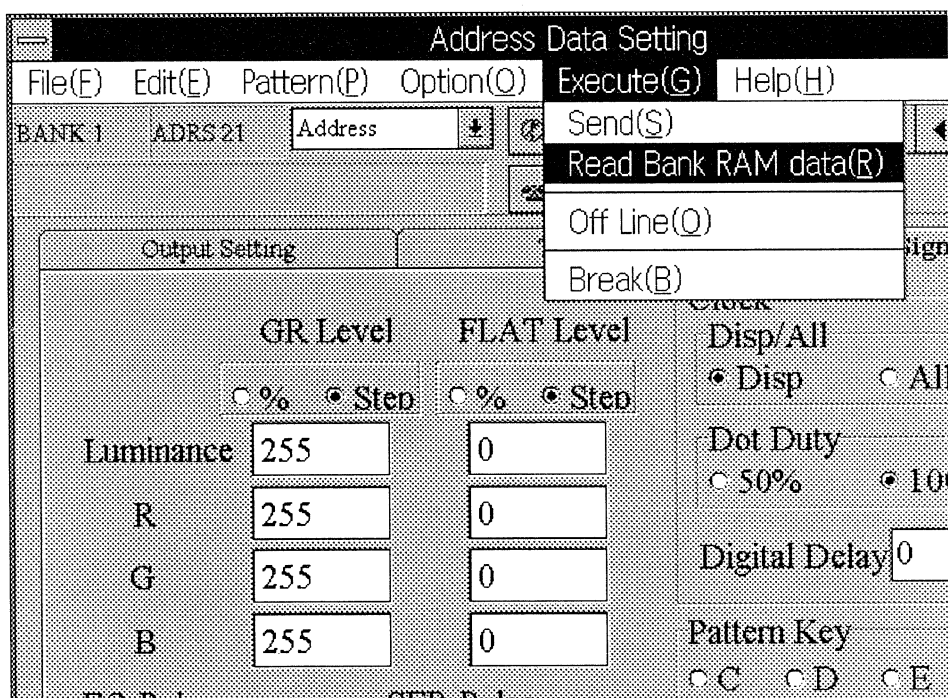 Address Data Setting
File(F) Edit(E) Pattern(P) Option(O) Execute(G) Help(H)
BANK 1 ADRS 21 Address
Send(S)
Read Bank RAM data(R)
Off Line(O)
Break(B)
Output Setting
GR Level FLAT Level
% Step % Step
Luminance 255 0
R 255 0
G 255 0
B 255 0
Clock
Disp/All
Disp All
Dot Duty
50% 100
Digital Delay 0
Pattern Key
C D E